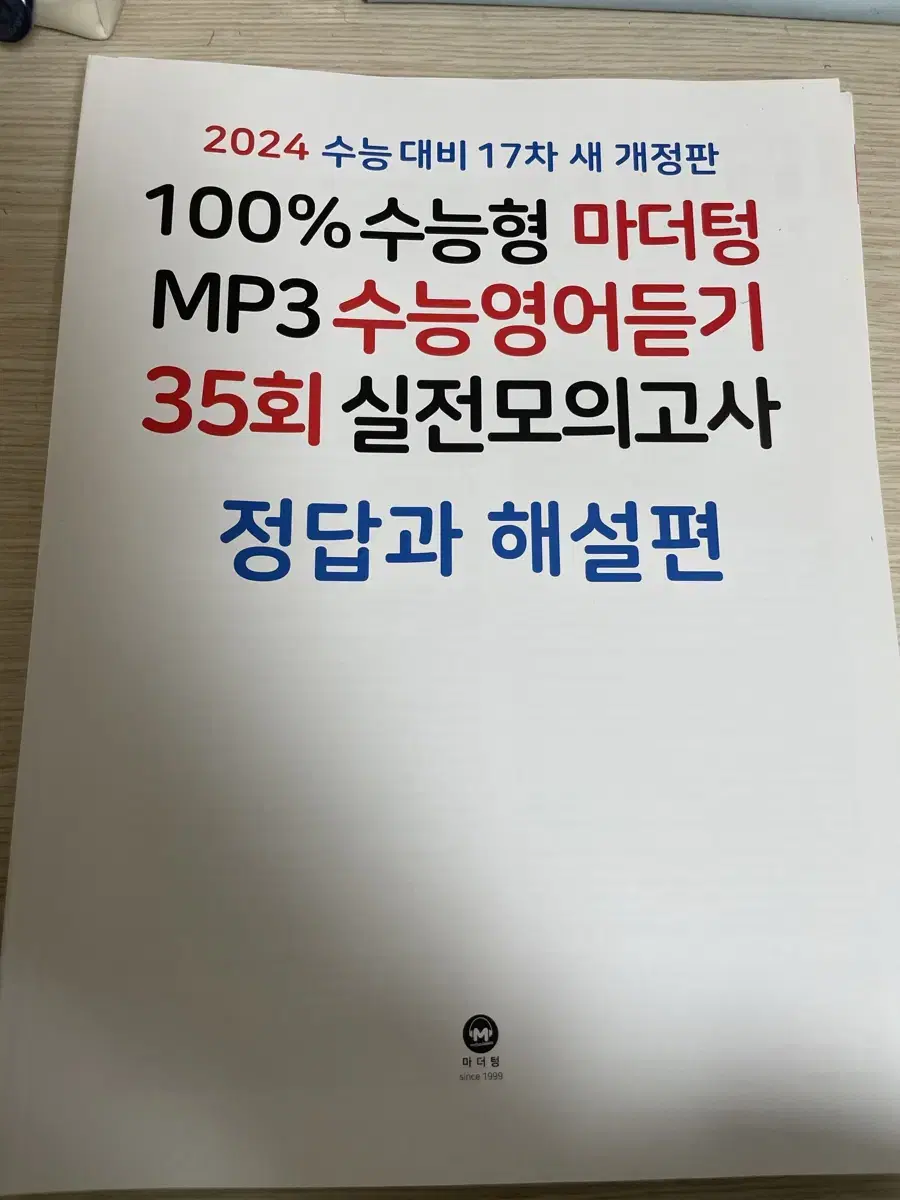 2024 수능대비 17차 새 개정판
100% 수능형 마더텅
MP3 수능영어듣기
35회 실전모의고사
정답과 해설편
M
마더텅
since 1999